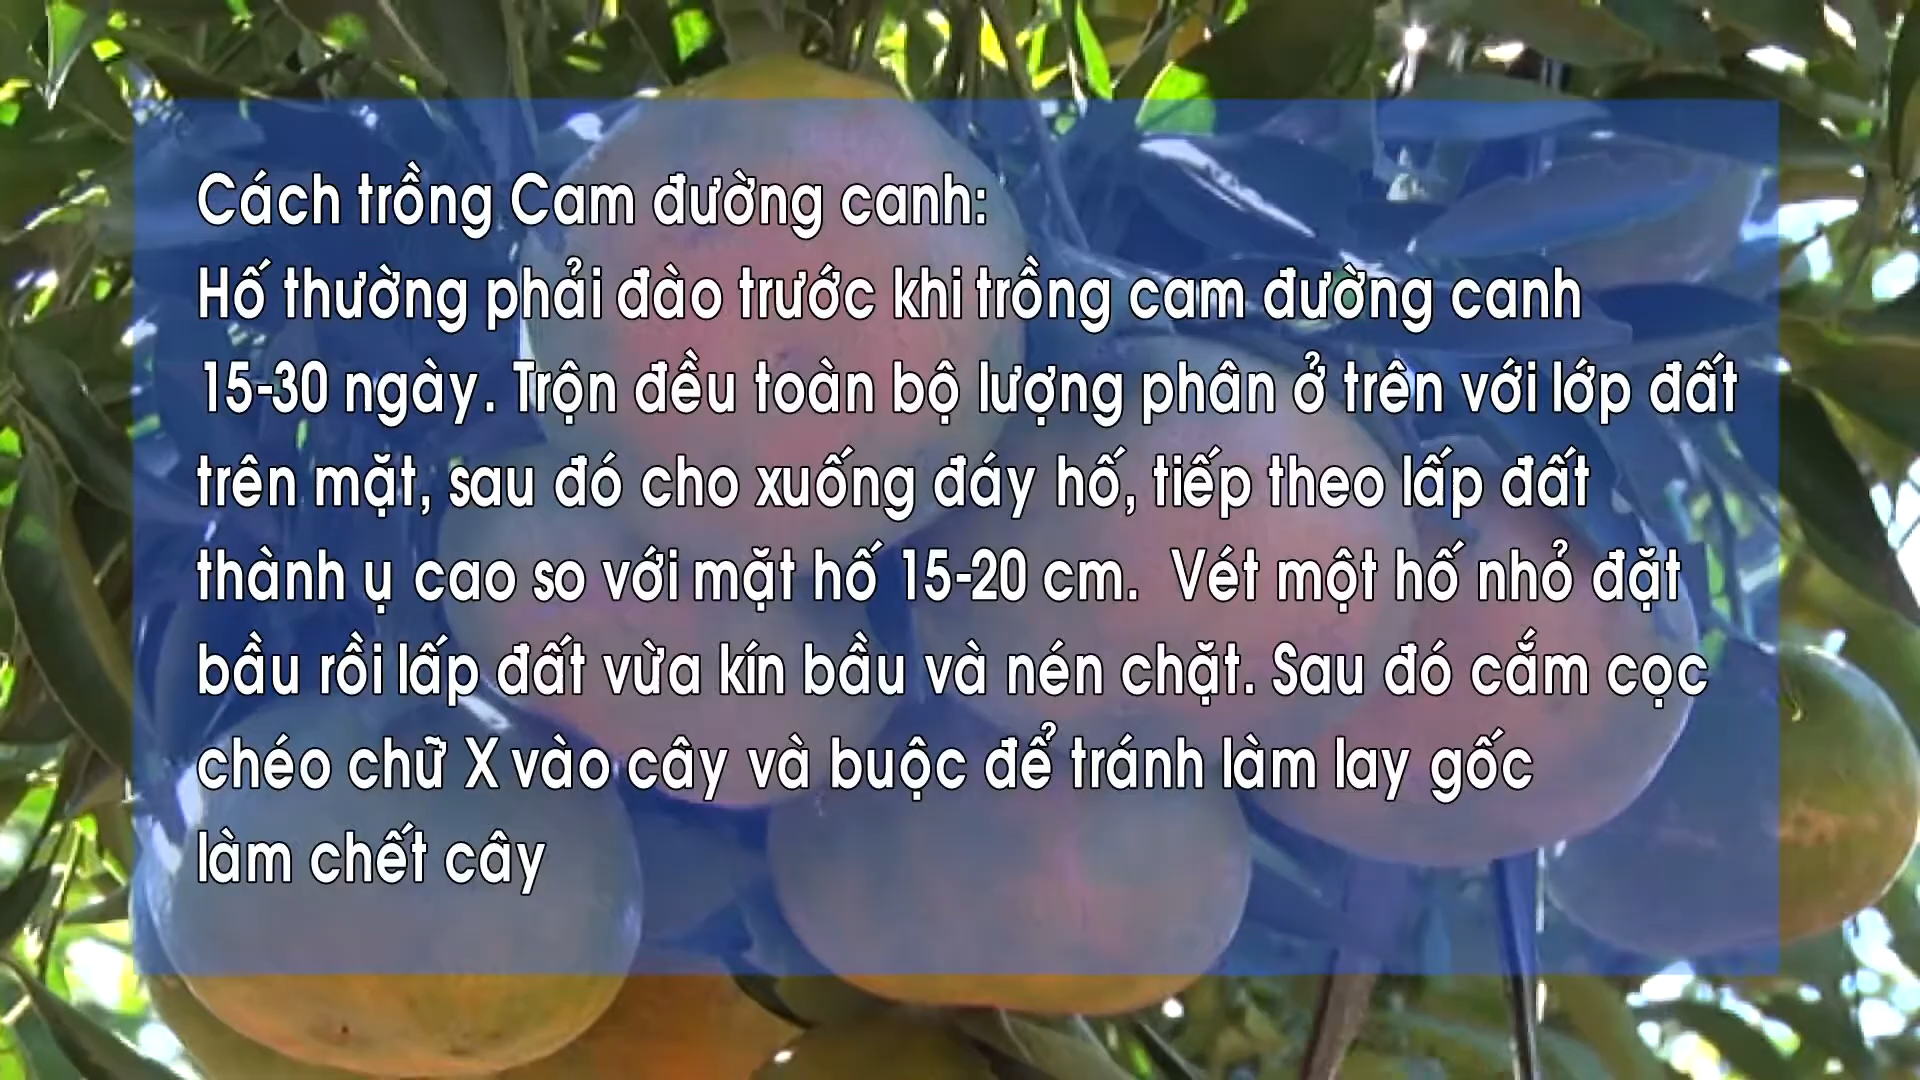 Cách trồng Cam đường canh:
Hố thường phải đào trước khi trồng cam đường canh
15-30 ngày. Trộn đều toàn bộ lượng phân ở trên với lớp đất
trên mặt, sau đó cho xuống đáy hố, tiếp theo lấp đất
thành ụ cao so với mặt hố 15-20 cm. Vét một hố nhỏ đặt
bầu rồi lấp đất vừa kín bầu và nén chặt. Sau đó cắm cọc
chéo chữ X vào cây và buộc để tránh làm lay gốc
làm chết cây